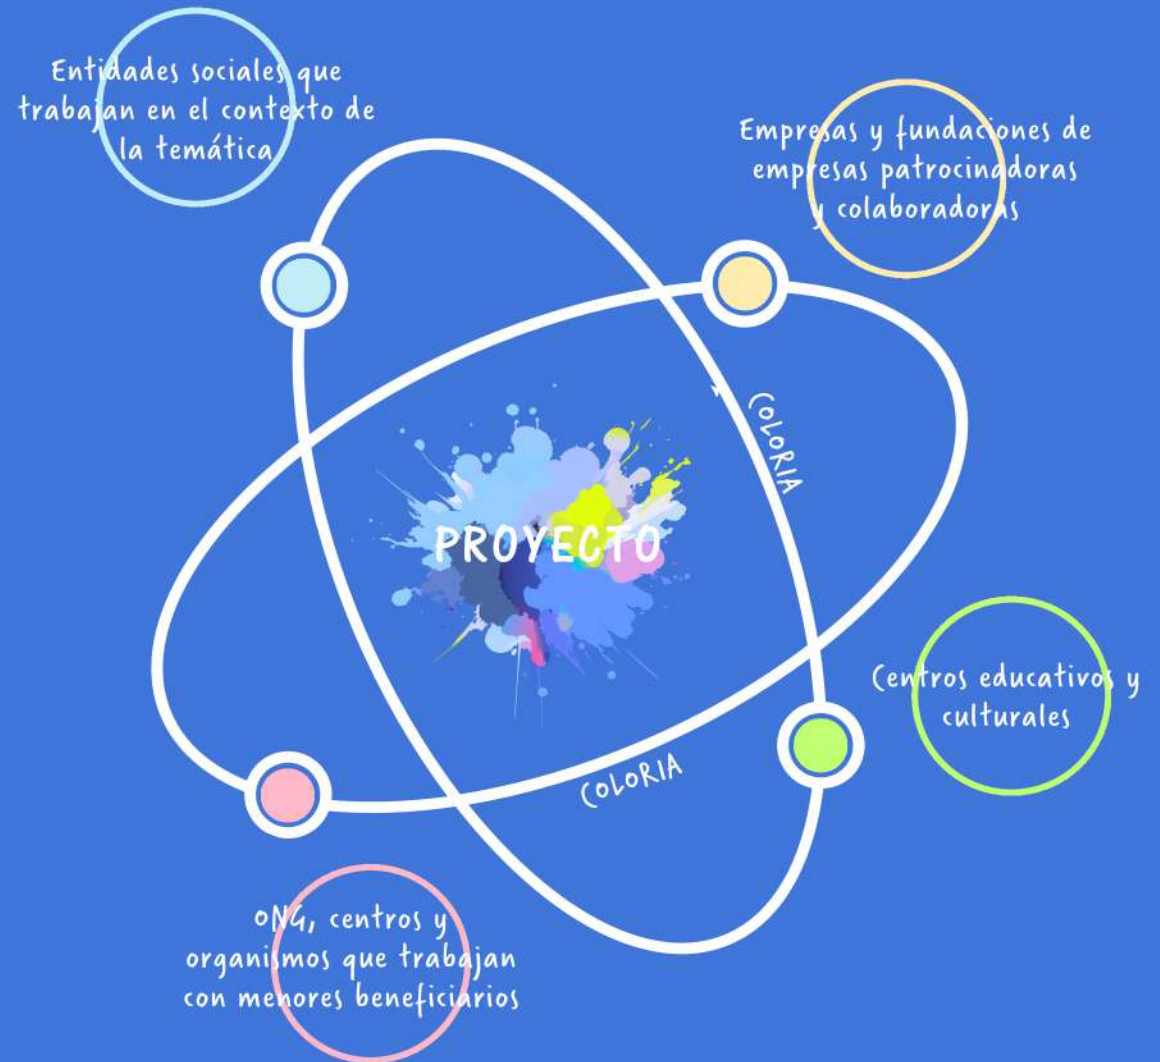 Entidades sociales que
trabajan en el contexto de
la temática
Empresas y fundaciones de
empresas patrocinadoras
y colaboradoras
COLORIA
PROYECTO
Centros educativos y
culturales
COLORIA
ONG, centros y
organismos que trabajan
con menores beneficiarios